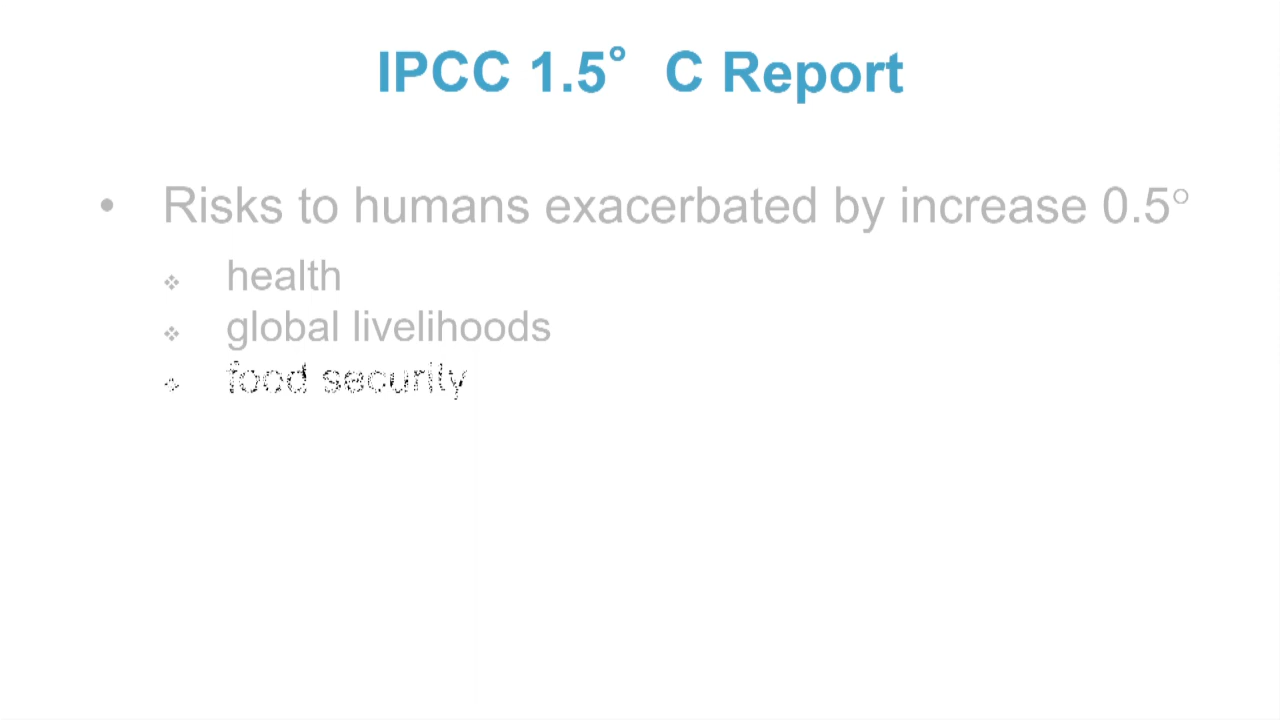 IPCC 1.5° C Report
• Risks to humans exacerbated by increase 0.5°
❖ health
❖ global livelihoods
❖ food security